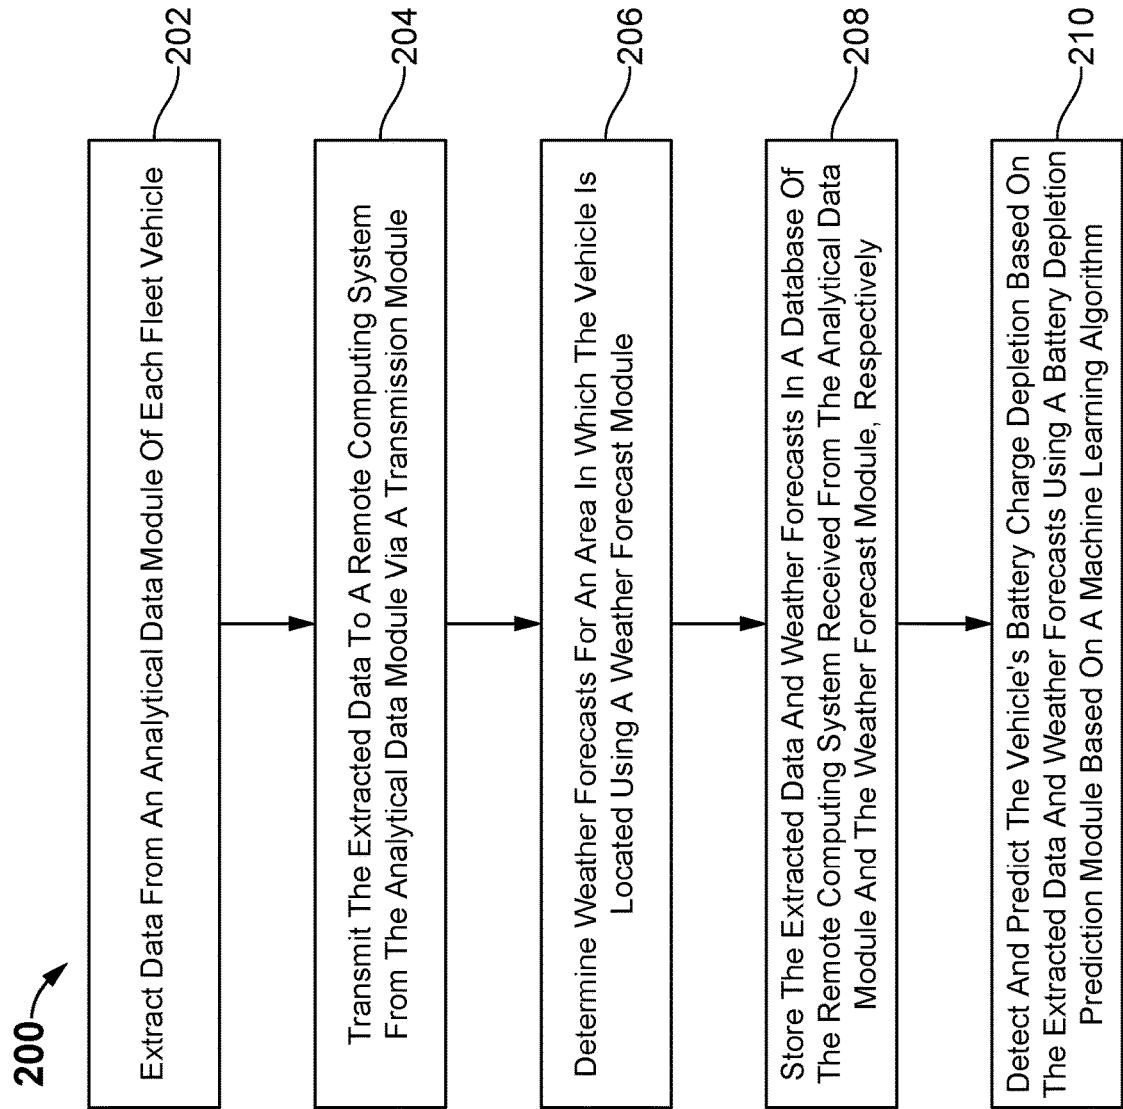 200
Extract Data From An Analytical Data Module Of Each Fleet Vehicle
202
Transmit The Extracted Data To A Remote Computing System
From The Analytical Data Module Via A Transmission Module
204
Determine Weather Forecasts For An Area In Which The Vehicle Is
Located Using A Weather Forecast Module
206
Store The Extracted Data And Weather Forecasts In A Database Of
The Remote Computing System Received From The Analytical Data
Module And The Weather Forecast Module, Respectively
208
Detect And Predict The Vehicle's Battery Charge Depletion Based On
The Extracted Data And Weather Forecasts Using A Battery Depletion
Prediction Module Based On A Machine Learning Algorithm
210